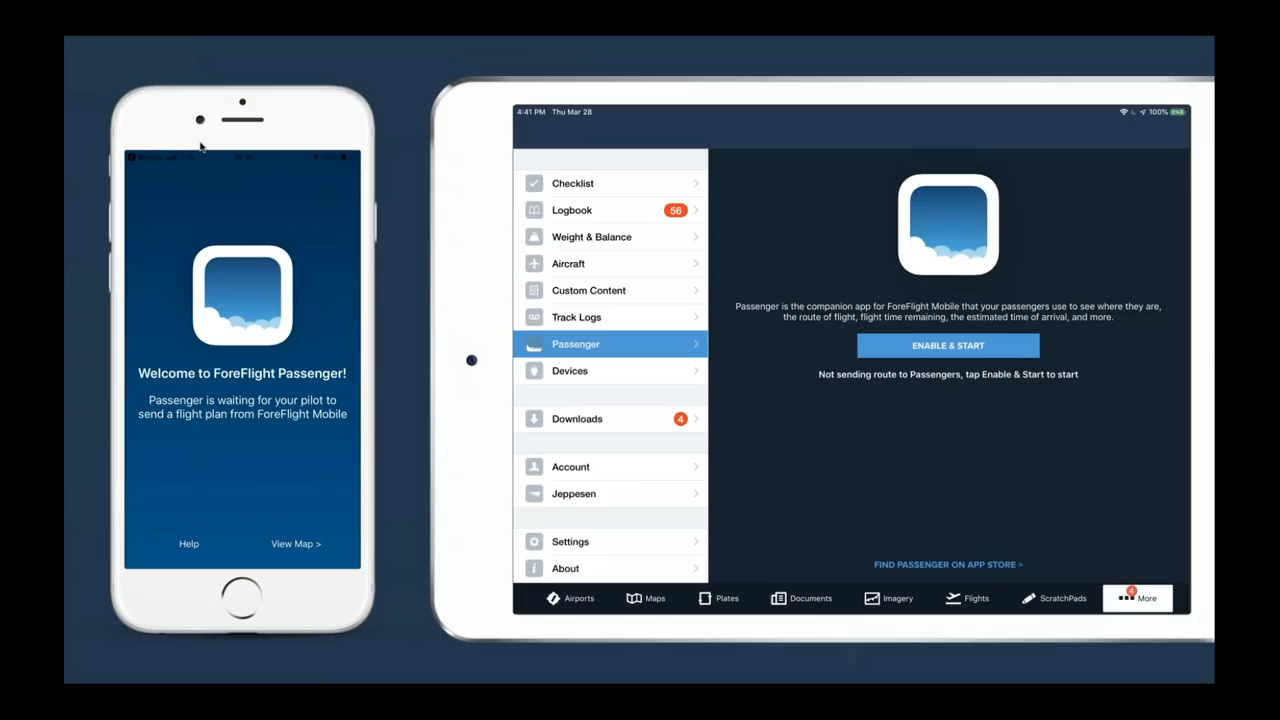 Welcome to ForeFlight Passenger!
Passenger is waiting for your pilot to
send a flight plan from ForeFlight Mobile
Help
View Map >
4:41 PM Thu Mar 28
100%
Checklist
Logbook 56
Weight & Balance
Aircraft
Custom Content
Track Logs
Passenger
Devices
Downloads 4
Account
Jeppesen
Settings
About
Passenger is the companion app for ForeFlight Mobile that your passengers use to see where they are,
the route of flight, flight time remaining, the estimated time of arrival, and more.
ENABLE & START
Not sending route to Passengers, tap Enable & Start to start
FIND PASSENGER ON APP STORE >
Airports
Maps
Plates
Documents
Imagery
Flights
ScratchPads
4
More